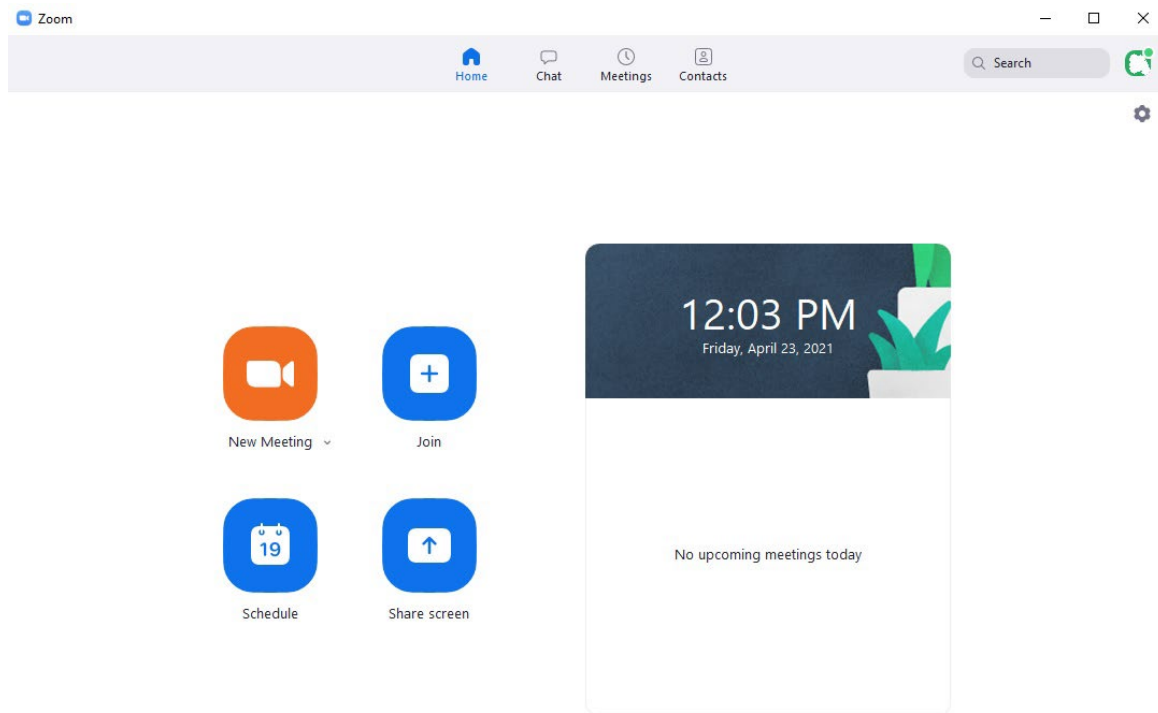 Zoom
Home
Chat
Meetings
Contacts
Search
12:03 PM
Friday, April 23, 2021
New Meeting
Join
19
Schedule
Share screen
No upcoming meetings today